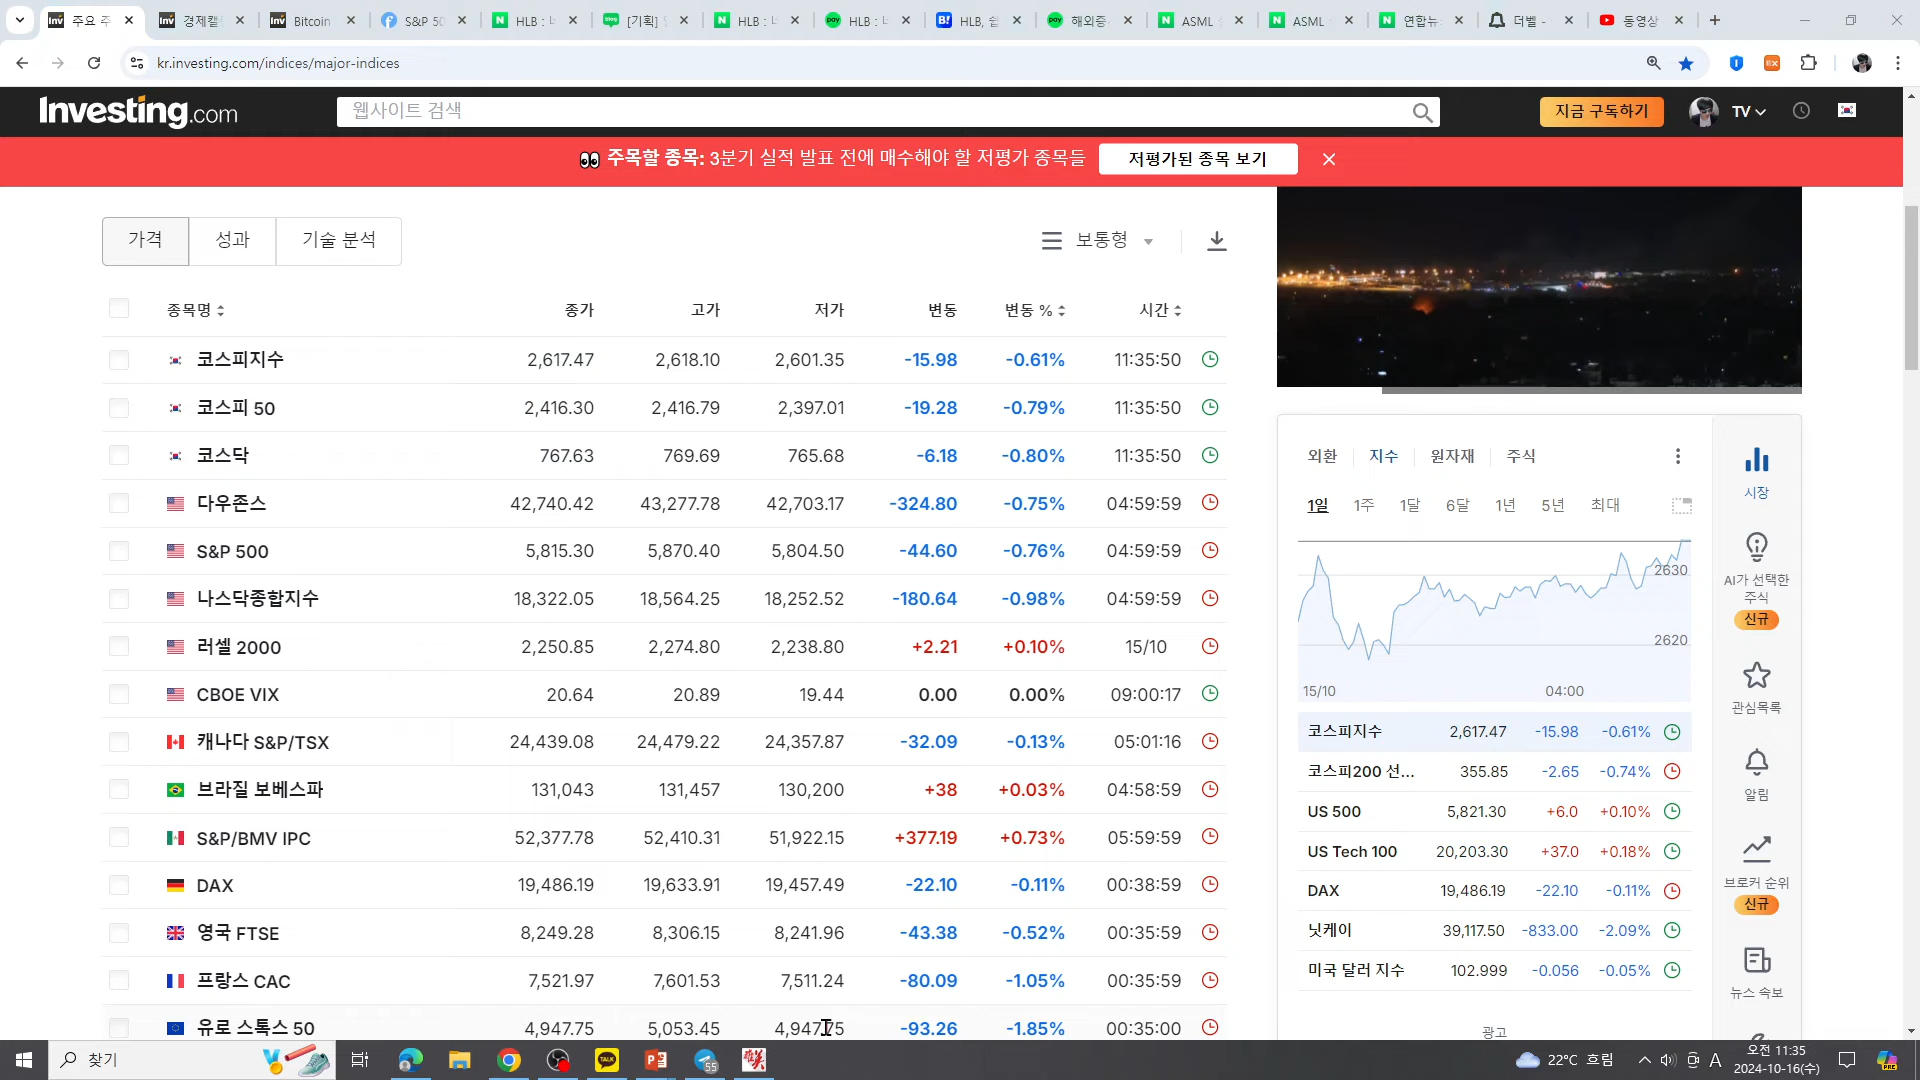 주요 주
경제캘
Bitcoin
S&P 50
HLB : 너
[기획]
HLB : 너
HLB : 너
HLB, 쉽
해외증
ASML
ASML
연합뉴
더벨 -
동영상
kr.investing.com/indices/major-indices
Investing.com
웹사이트 검색
지금 구독하기
TV
주목할 종목: 3분기 실적 발표 전에 매수해야 할 저평가 종목들
저평가된 종목 보기
가격 성과 기술 분석
보통형
종목명 종가 고가 저가 변동 변동 % 시간
코스피지수 2,617.47 2,618.10 2,601.35 -15.98 -0.61% 11:35:50
코스피 50 2,416.30 2,416.79 2,397.01 -19.28 -0.79% 11:35:50
코스닥 767.63 769.69 765.68 -6.18 -0.80% 11:35:50
다우존스 42,740.42 43,277.78 42,703.17 -324.80 -0.75% 04:59:59
S&P 500 5,815.30 5,870.40 5,804.50 -44.60 -0.76% 04:59:59
나스닥종합지수 18,322.05 18,564.25 18,252.52 -180.64 -0.98% 04:59:59
러셀 2000 2,250.85 2,274.80 2,238.80 +2.21 +0.10% 15/10
CBOE VIX 20.64 20.89 19.44 0.00 0.00% 09:00:17
캐나다 S&P/TSX 24,439.08 24,479.22 24,357.87 -32.09 -0.13% 05:01:16
브라질 보베스파 131,043 131,457 130,200 +38 +0.03% 04:58:59
S&P/BMV IPC 52,377.78 52,410.31 51,922.15 +377.19 +0.73% 05:59:59
DAX 19,486.19 19,633.91 19,457.49 -22.10 -0.11% 00:38:59
영국 FTSE 8,249.28 8,306.15 8,241.96 -43.38 -0.52% 00:35:59
프랑스 CAC 7,521.97 7,601.53 7,511.24 -80.09 -1.05% 00:35:59
유로 스톡스 50 4,947.75 5,053.45 4,947.75 -93.26 -1.85% 00:35:00
외환 지수 원자재 주식
1일 1주 1달 6달 1년 5년 최대
2630
2620
15/10 04:00
코스피지수 2,617.47 -15.98 -0.61%
코스피200 선... 355.85 -2.65 -0.74%
US 500 5,821.30 +6.0 +0.10%
US Tech 100 20,203.30 +37.0 +0.18%
DAX 19,486.19 -22.10 -0.11%
닛케이 39,117.50 -833.00 -2.09%
미국 달러 지수 102.999 -0.056 -0.05%
광고
시장
AI가 선택한
주식
신규
관심목록
알림
브로커 순위
신규
뉴스 속보
찾기
TALK
55
22°C 흐림
A
오전 11:35
2024-10-16(수)